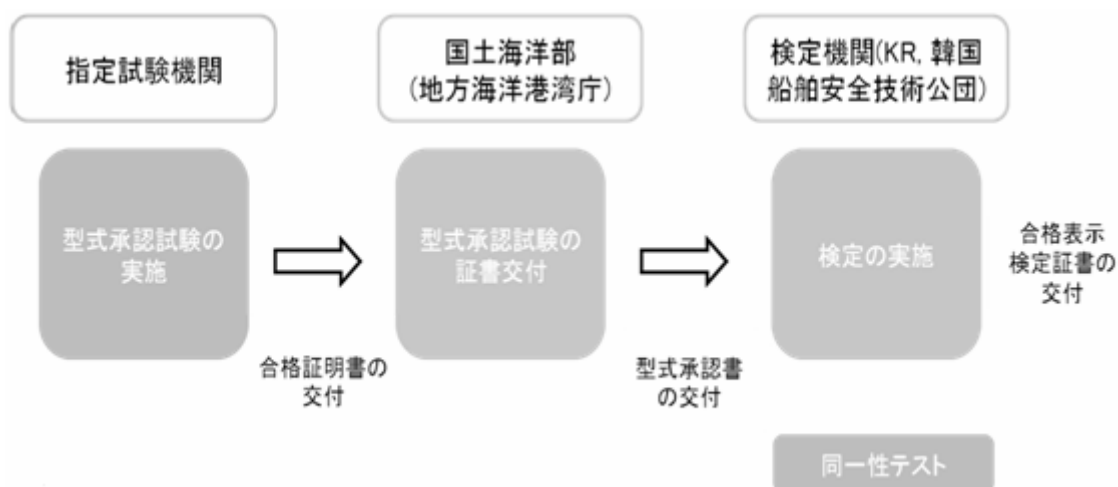 指定試験機関
国土海洋部
(地方海洋港湾庁)
検定機関(KR, 韓国
船舶安全技術公団)
型式承認試験の
実施
型式承認試験の
証書交付
検定の実施
合格表示
検定証書の
交付
合格証明書の
交付
型式承認書
の交付
同一性テスト